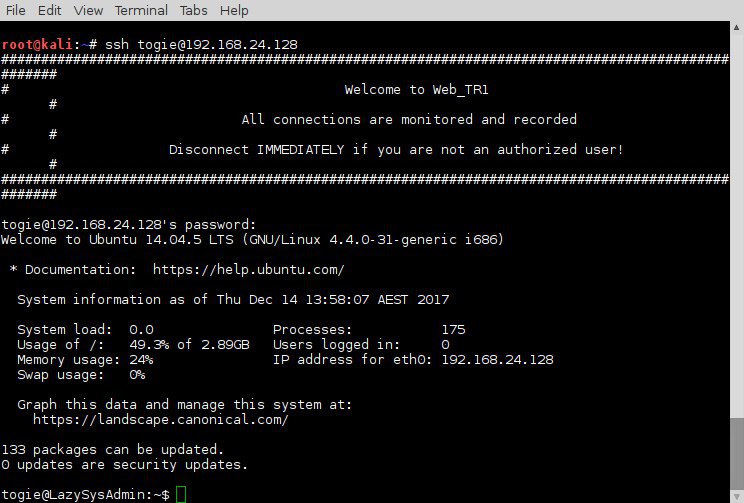 File Edit View Terminal Tabs Help
root@kali:~# ssh togie@192.168.24.128
###########################################################################################
#######
# Welcome to Web_TR1
#
# All connections are monitored and recorded
#
# Disconnect IMMEDIATELY if you are not an authorized user!
#
###########################################################################################
#######
togie@192.168.24.128's password:
Welcome to Ubuntu 14.04.5 LTS (GNU/Linux 4.4.0-31-generic i686)
* Documentation: https://help.ubuntu.com/
System information as of Thu Dec 14 13:58:07 AEST 2017
System load: 0.0 Processes: 175
Usage of /: 49.3% of 2.89GB Users logged in: 0
Memory usage: 24% IP address for eth0: 192.168.24.128
Swap usage: 0%
Graph this data and manage this system at:
https://landscape.canonical.com/
133 packages can be updated.
0 updates are security updates.
togie@LazySysAdmin:~$